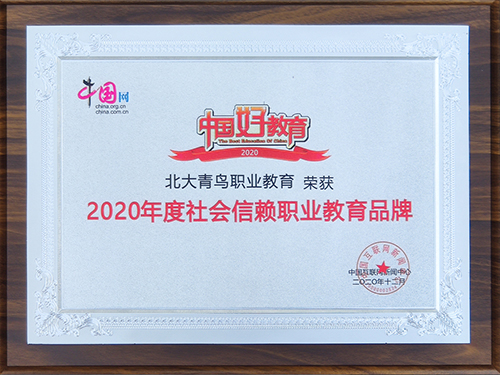 中国网
china.org.cn
china.com.cn
中国好教育
The Best Education Of China
2020
北大青鸟职业教育 荣获
2020年度社会信赖职业教育品牌
中国互联网新闻中心
二〇二〇年十二月